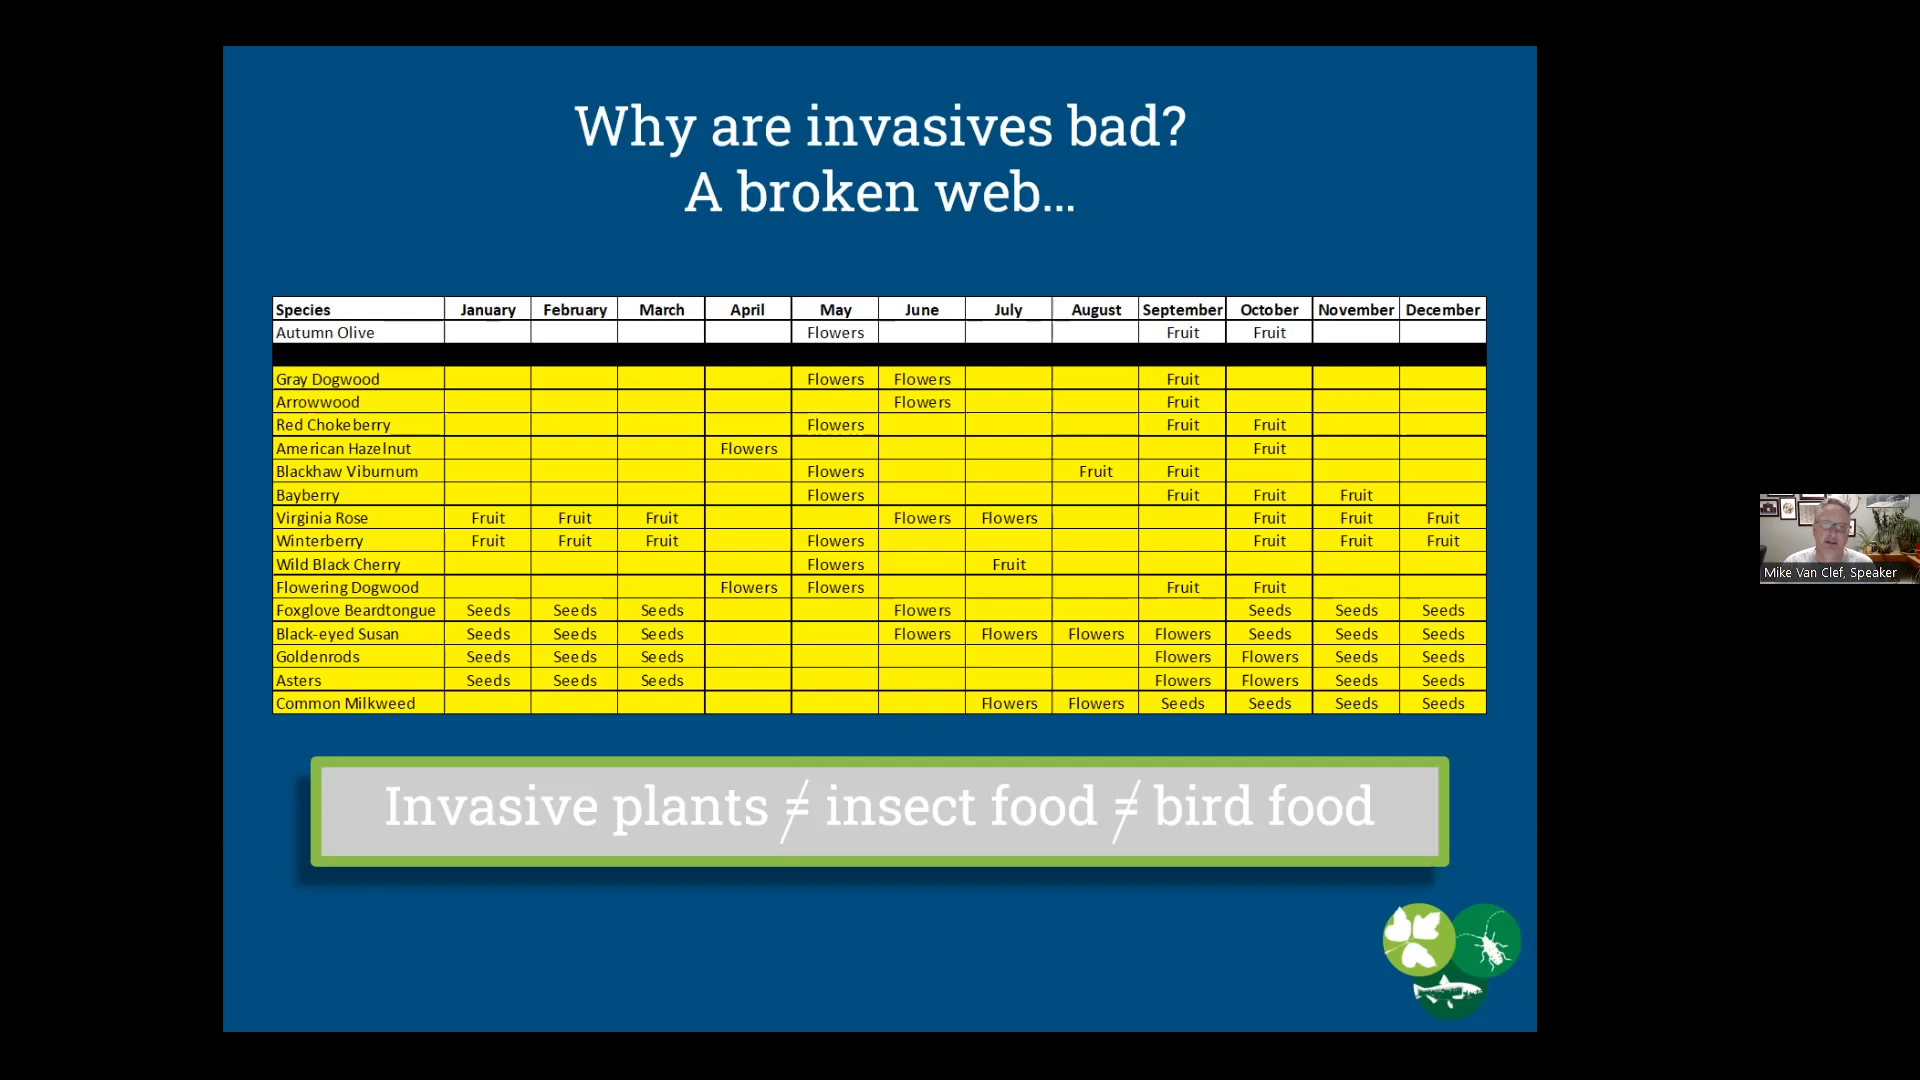 Why are invasives bad?
A broken web...
Species January February March April May June July August September October November December
Autumn Olive Flowers Fruit Fruit
Gray Dogwood Flowers Flowers Fruit
Arrowwood Flowers Fruit
Red Chokeberry Flowers Fruit Fruit
American Hazelnut Flowers Fruit
Blackhaw Viburnum Flowers Fruit Fruit
Bayberry Flowers Fruit Fruit Fruit
Virginia Rose Fruit Fruit Fruit Flowers Flowers Fruit Fruit Fruit
Winterberry Fruit Fruit Fruit Flowers Fruit Fruit Fruit
Wild Black Cherry Flowers Fruit
Flowering Dogwood Flowers Flowers Fruit Fruit
Foxglove Beardtongue Seeds Seeds Seeds Flowers Seeds Seeds Seeds
Black-eyed Susan Seeds Seeds Seeds Flowers Flowers Flowers Flowers Seeds Seeds Seeds
Goldenrods Seeds Seeds Seeds Flowers Flowers Seeds Seeds
Asters Seeds Seeds Seeds Flowers Flowers Seeds Seeds
Common Milkweed Flowers Flowers Seeds Seeds Seeds Seeds
Invasive plants ≠ insect food ≠ bird food
Mike Van Clef, Speaker